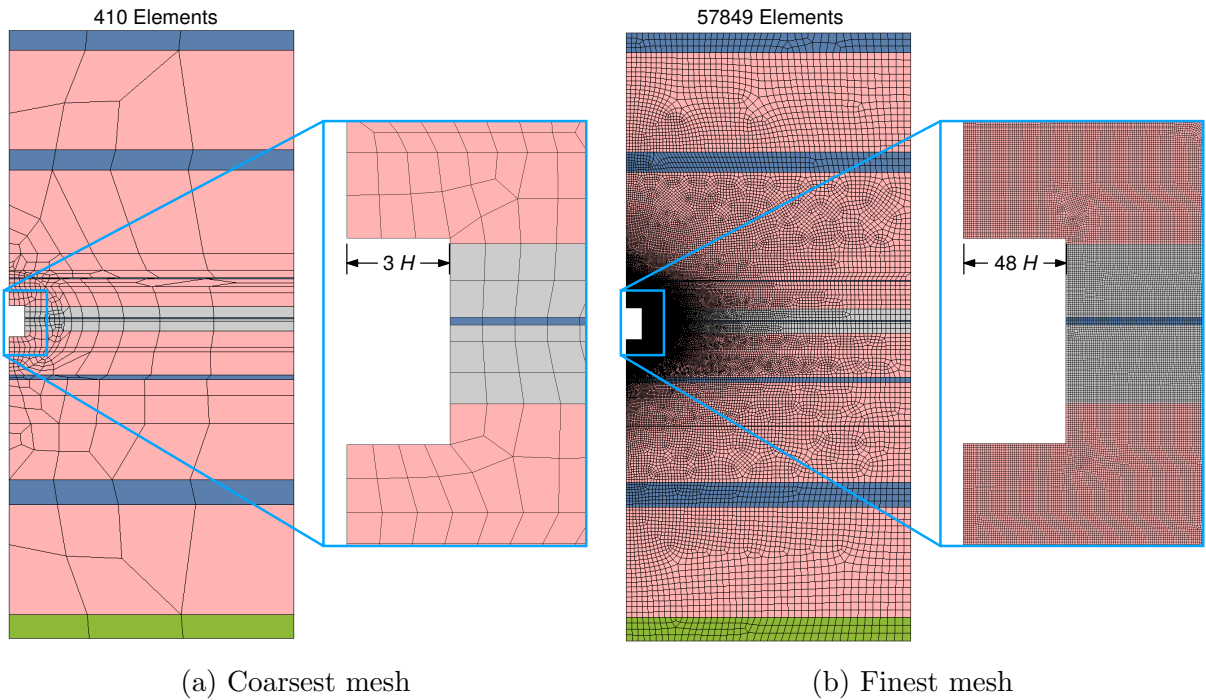 410 Elements
57849 Elements
3 H
48 H
(a) Coarsest mesh
(b) Finest mesh